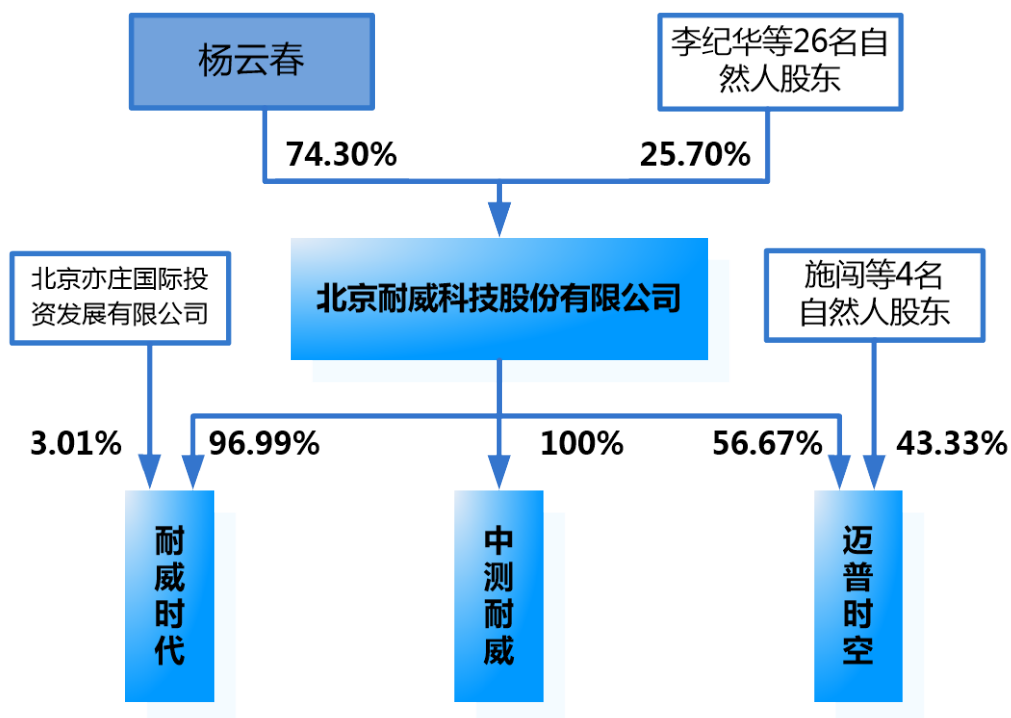 杨云春
李纪华等26名自
然人股东
74.30%
25.70%
北京亦庄国际投
资发展有限公司
北京耐威科技股份有限公司
施闯等4名
自然人股东
3.01%
96.99%
100%
56.67%
43.33%
耐威时代
中测耐威
迈普时空